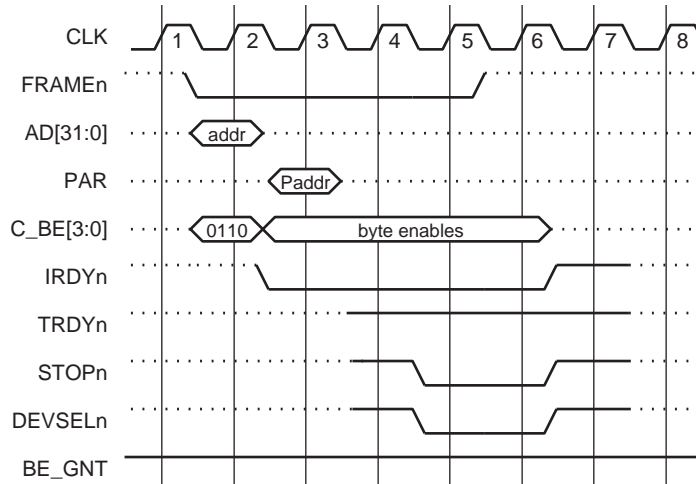 CLK 1 2 3 4 5 6 7 8
FRAMEn
AD[31:0] addr
PAR Paddr
C_BE[3:0] 0110 byte enables
IRDYn
TRDYn
STOPn
DEVSELn
BE_GNT